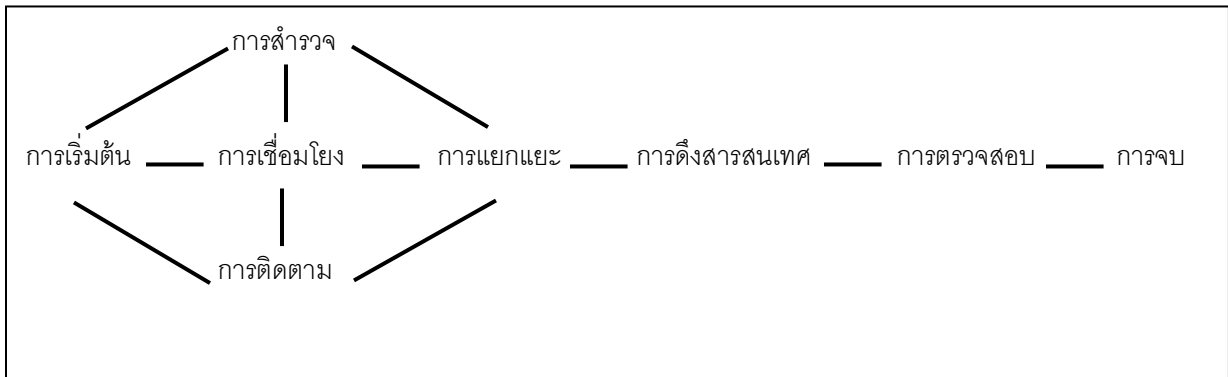 การสำรวจ
การเริ่มต้น การเชื่อมโยง การแยกแยะ การดึงสารสนเทศ การตรวจสอบ การจบ
การติดตาม